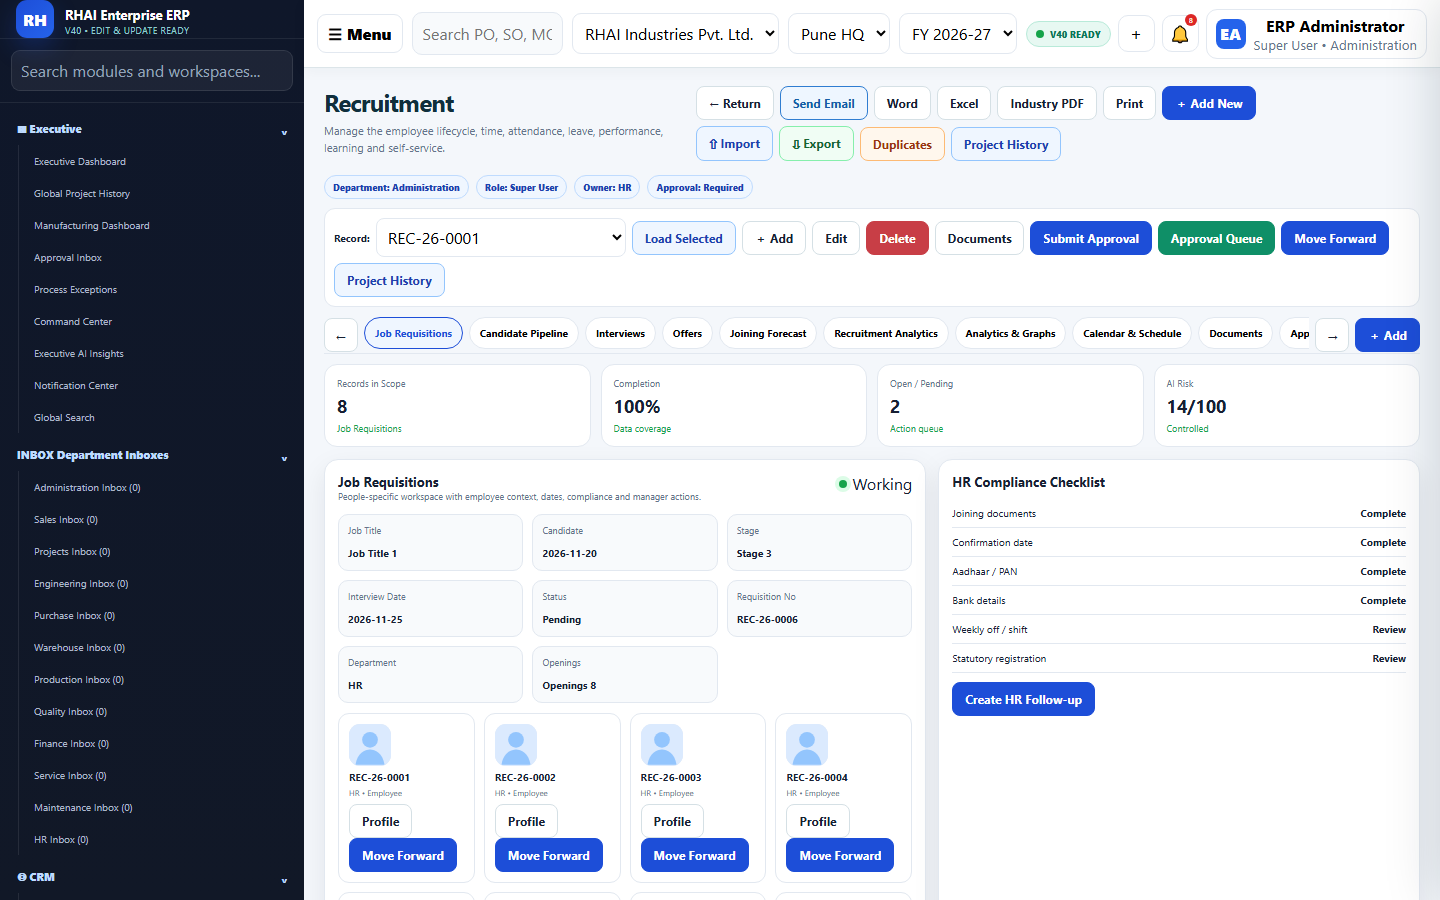 RH
RHAI Enterprise ERP
V40 • EDIT & UPDATE READY
Search modules and workspaces...
Executive
Executive Dashboard
Global Project History
Manufacturing Dashboard
Approval Inbox
Process Exceptions
Command Center
Executive AI Insights
Notification Center
Global Search
INBOX Department Inboxes
Administration Inbox (0)
Sales Inbox (0)
Projects Inbox (0)
Engineering Inbox (0)
Purchase Inbox (0)
Warehouse Inbox (0)
Production Inbox (0)
Quality Inbox (0)
Finance Inbox (0)
Service Inbox (0)
Maintenance Inbox (0)
HR Inbox (0)
CRM
☰ Menu
Search PO, SO, MO
RHAI Industries Pvt. Ltd.
Pune HQ
FY 2026-27
V40 READY
+
8
EA
ERP Administrator
Super User • Administration
Recruitment
Manage the employee lifecycle, time, attendance, leave, performance,
learning and self-service.
← Return
Send Email
Word
Excel
Industry PDF
Print
+ Add New
⇧ Import
⇩ Export
Duplicates
Project History
Department: Administration
Role: Super User
Owner: HR
Approval: Required
Record:
REC-26-0001
Load Selected
+ Add
Edit
Delete
Documents
Submit Approval
Approval Queue
Move Forward
Project History
←
Job Requisitions
Candidate Pipeline
Interviews
Offers
Joining Forecast
Recruitment Analytics
Analytics & Graphs
Calendar & Schedule
Documents
App
→
+ Add
Records in Scope
8
Job Requisitions
Completion
100%
Data coverage
Open / Pending
2
Action queue
AI Risk
14/100
Controlled
Job Requisitions
People-specific workspace with employee context, dates, compliance and manager actions.
Working
Job Title
Job Title 1
Candidate
2026-11-20
Stage
Stage 3
Interview Date
2026-11-25
Status
Pending
Requisition No
REC-26-0006
Department
HR
Openings
Openings 8
REC-26-0001
HR • Employee
Profile
Move Forward
REC-26-0002
HR • Employee
Profile
Move Forward
REC-26-0003
HR • Employee
Profile
Move Forward
REC-26-0004
HR • Employee
Profile
Move Forward
HR Compliance Checklist
Joining documents Complete
Confirmation date Complete
Aadhaar / PAN Complete
Bank details Complete
Weekly off / shift Review
Statutory registration Review
Create HR Follow-up